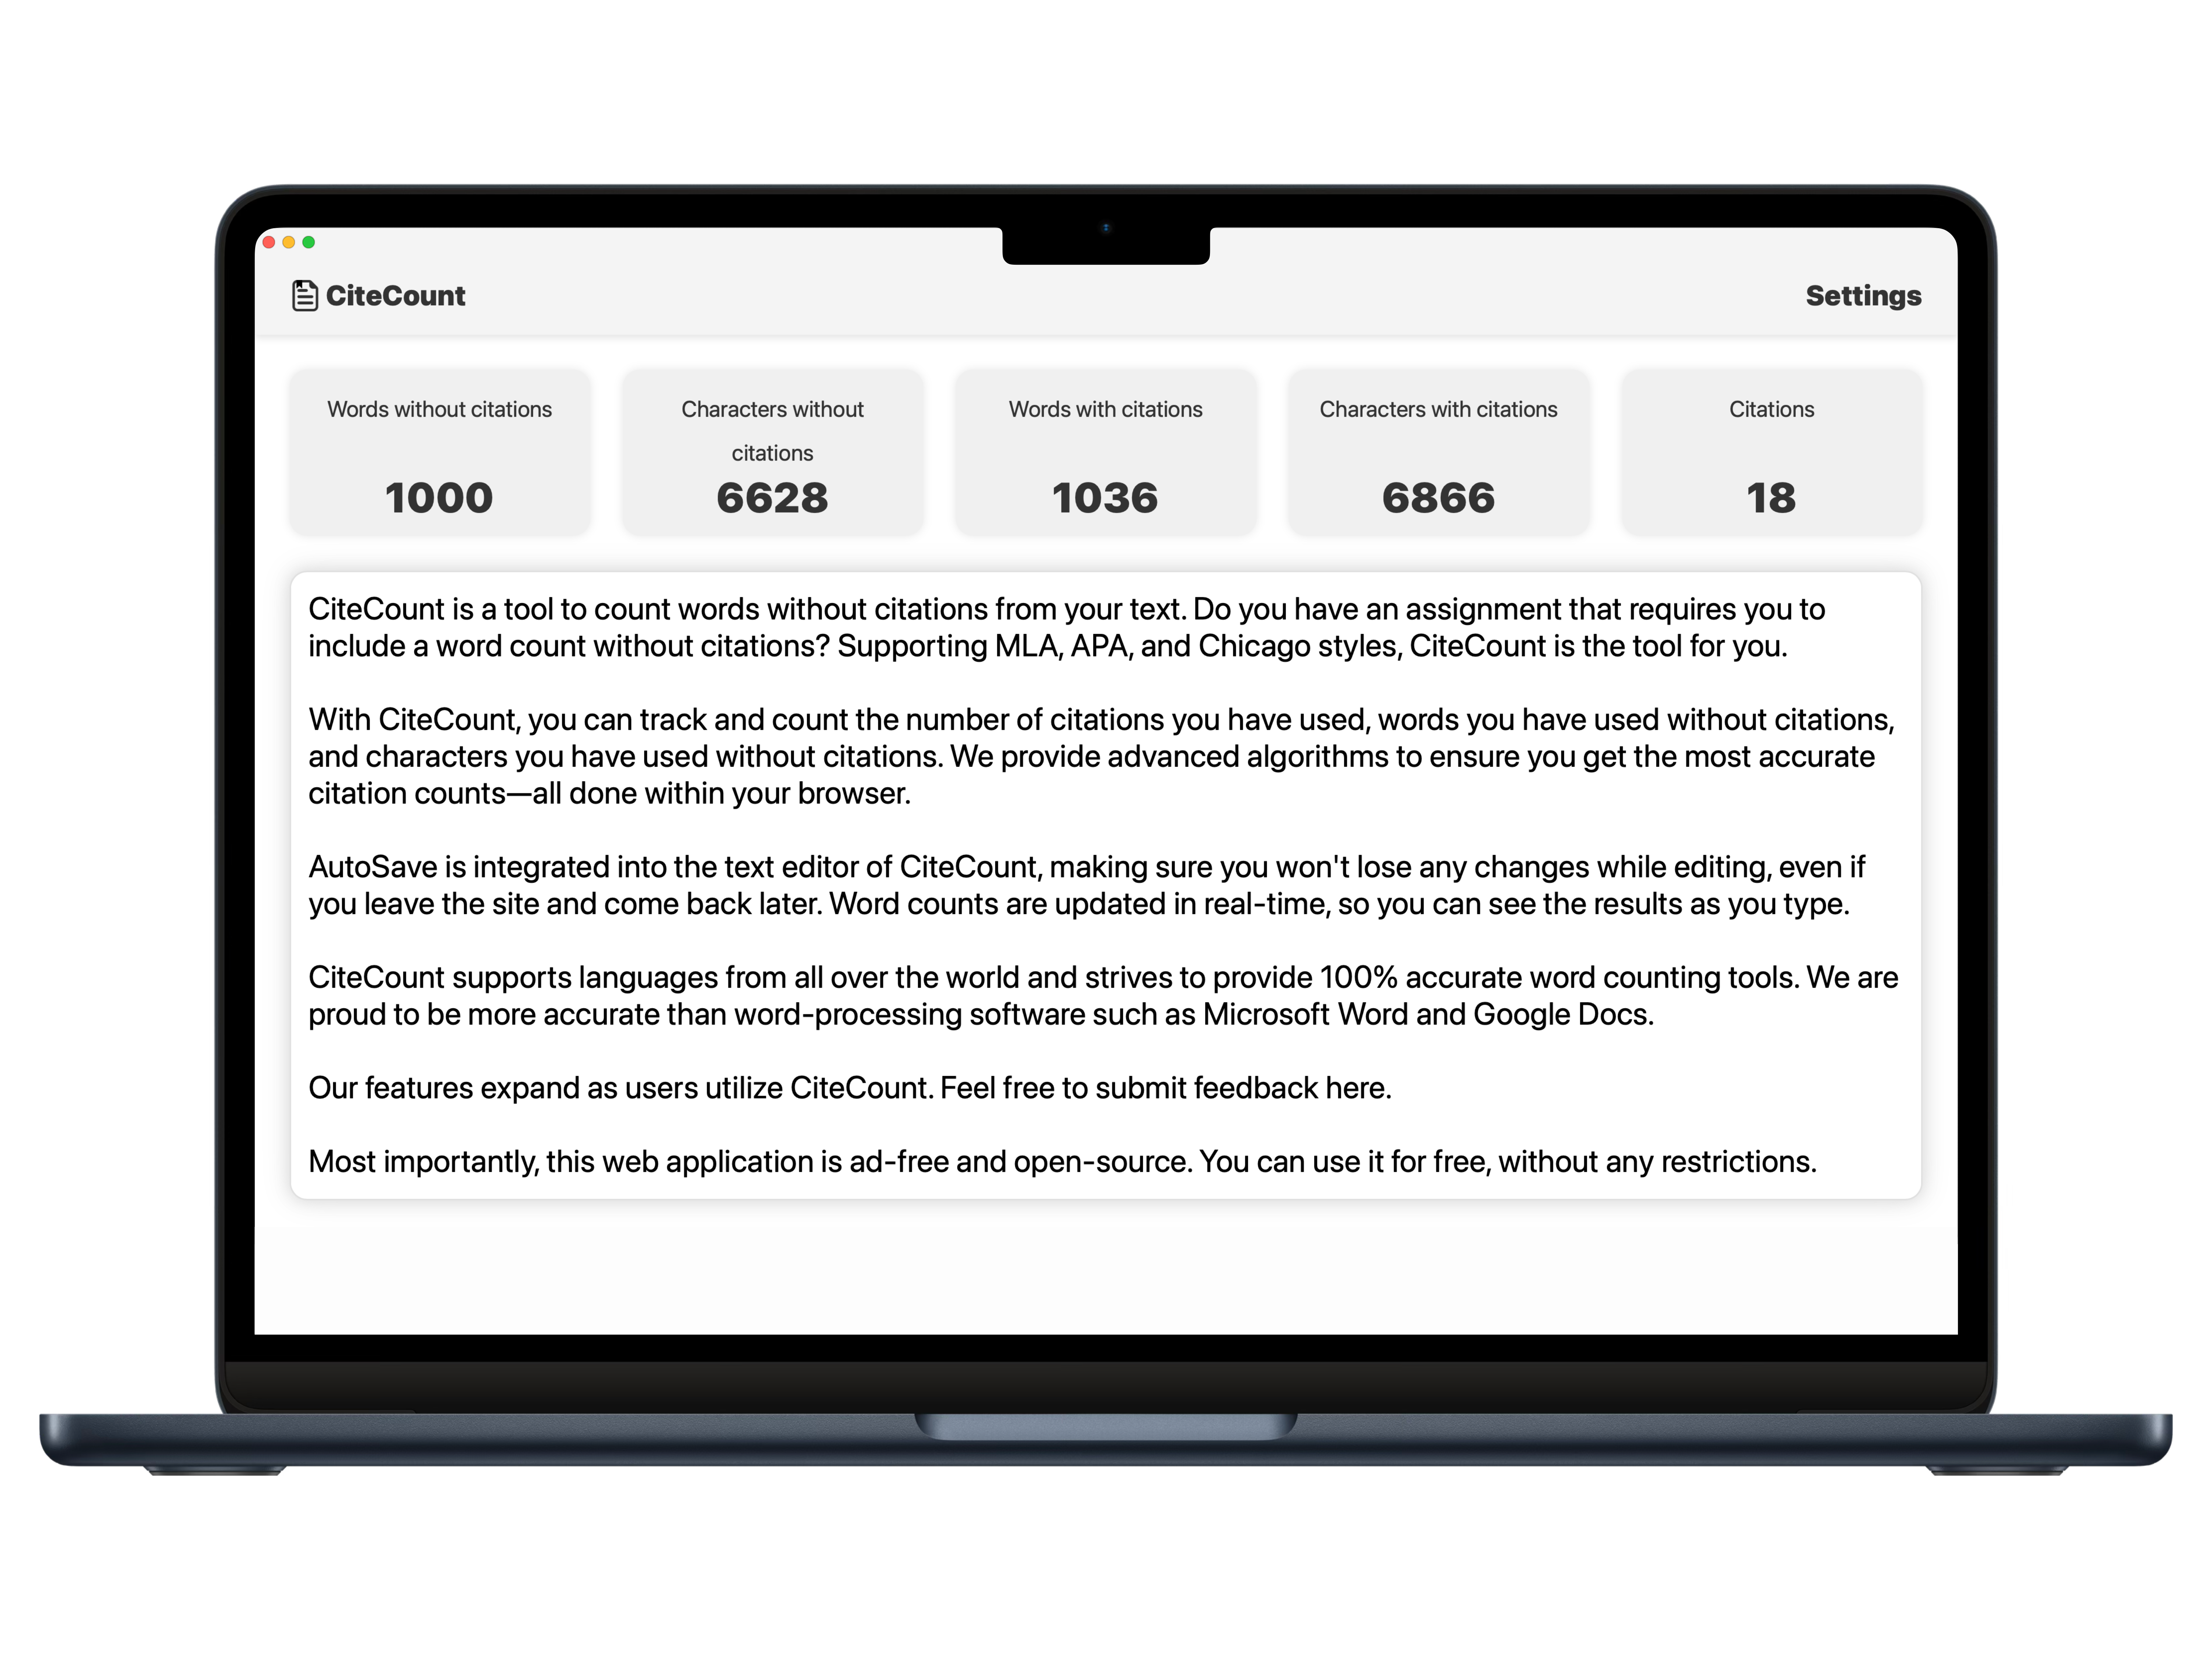 CiteCount
Settings
Words without citations
1000
Characters without
citations
6628
Words with citations
1036
Characters with citations
6866
Citations
18
CiteCount is a tool to count words without citations from your text. Do you have an assignment that requires you to
include a word count without citations? Supporting MLA, APA, and Chicago styles, CiteCount is the tool for you.
With CiteCount, you can track and count the number of citations you have used, words you have used without citations,
and characters you have used without citations. We provide advanced algorithms to ensure you get the most accurate
citation counts—all done within your browser.
AutoSave is integrated into the text editor of CiteCount, making sure you won't lose any changes while editing, even if
you leave the site and come back later. Word counts are updated in real-time, so you can see the results as you type.
CiteCount supports languages from all over the world and strives to provide 100% accurate word counting tools. We are
proud to be more accurate than word-processing software such as Microsoft Word and Google Docs.
Our features expand as users utilize CiteCount. Feel free to submit feedback here.
Most importantly, this web application is ad-free and open-source. You can use it for free, without any restrictions.